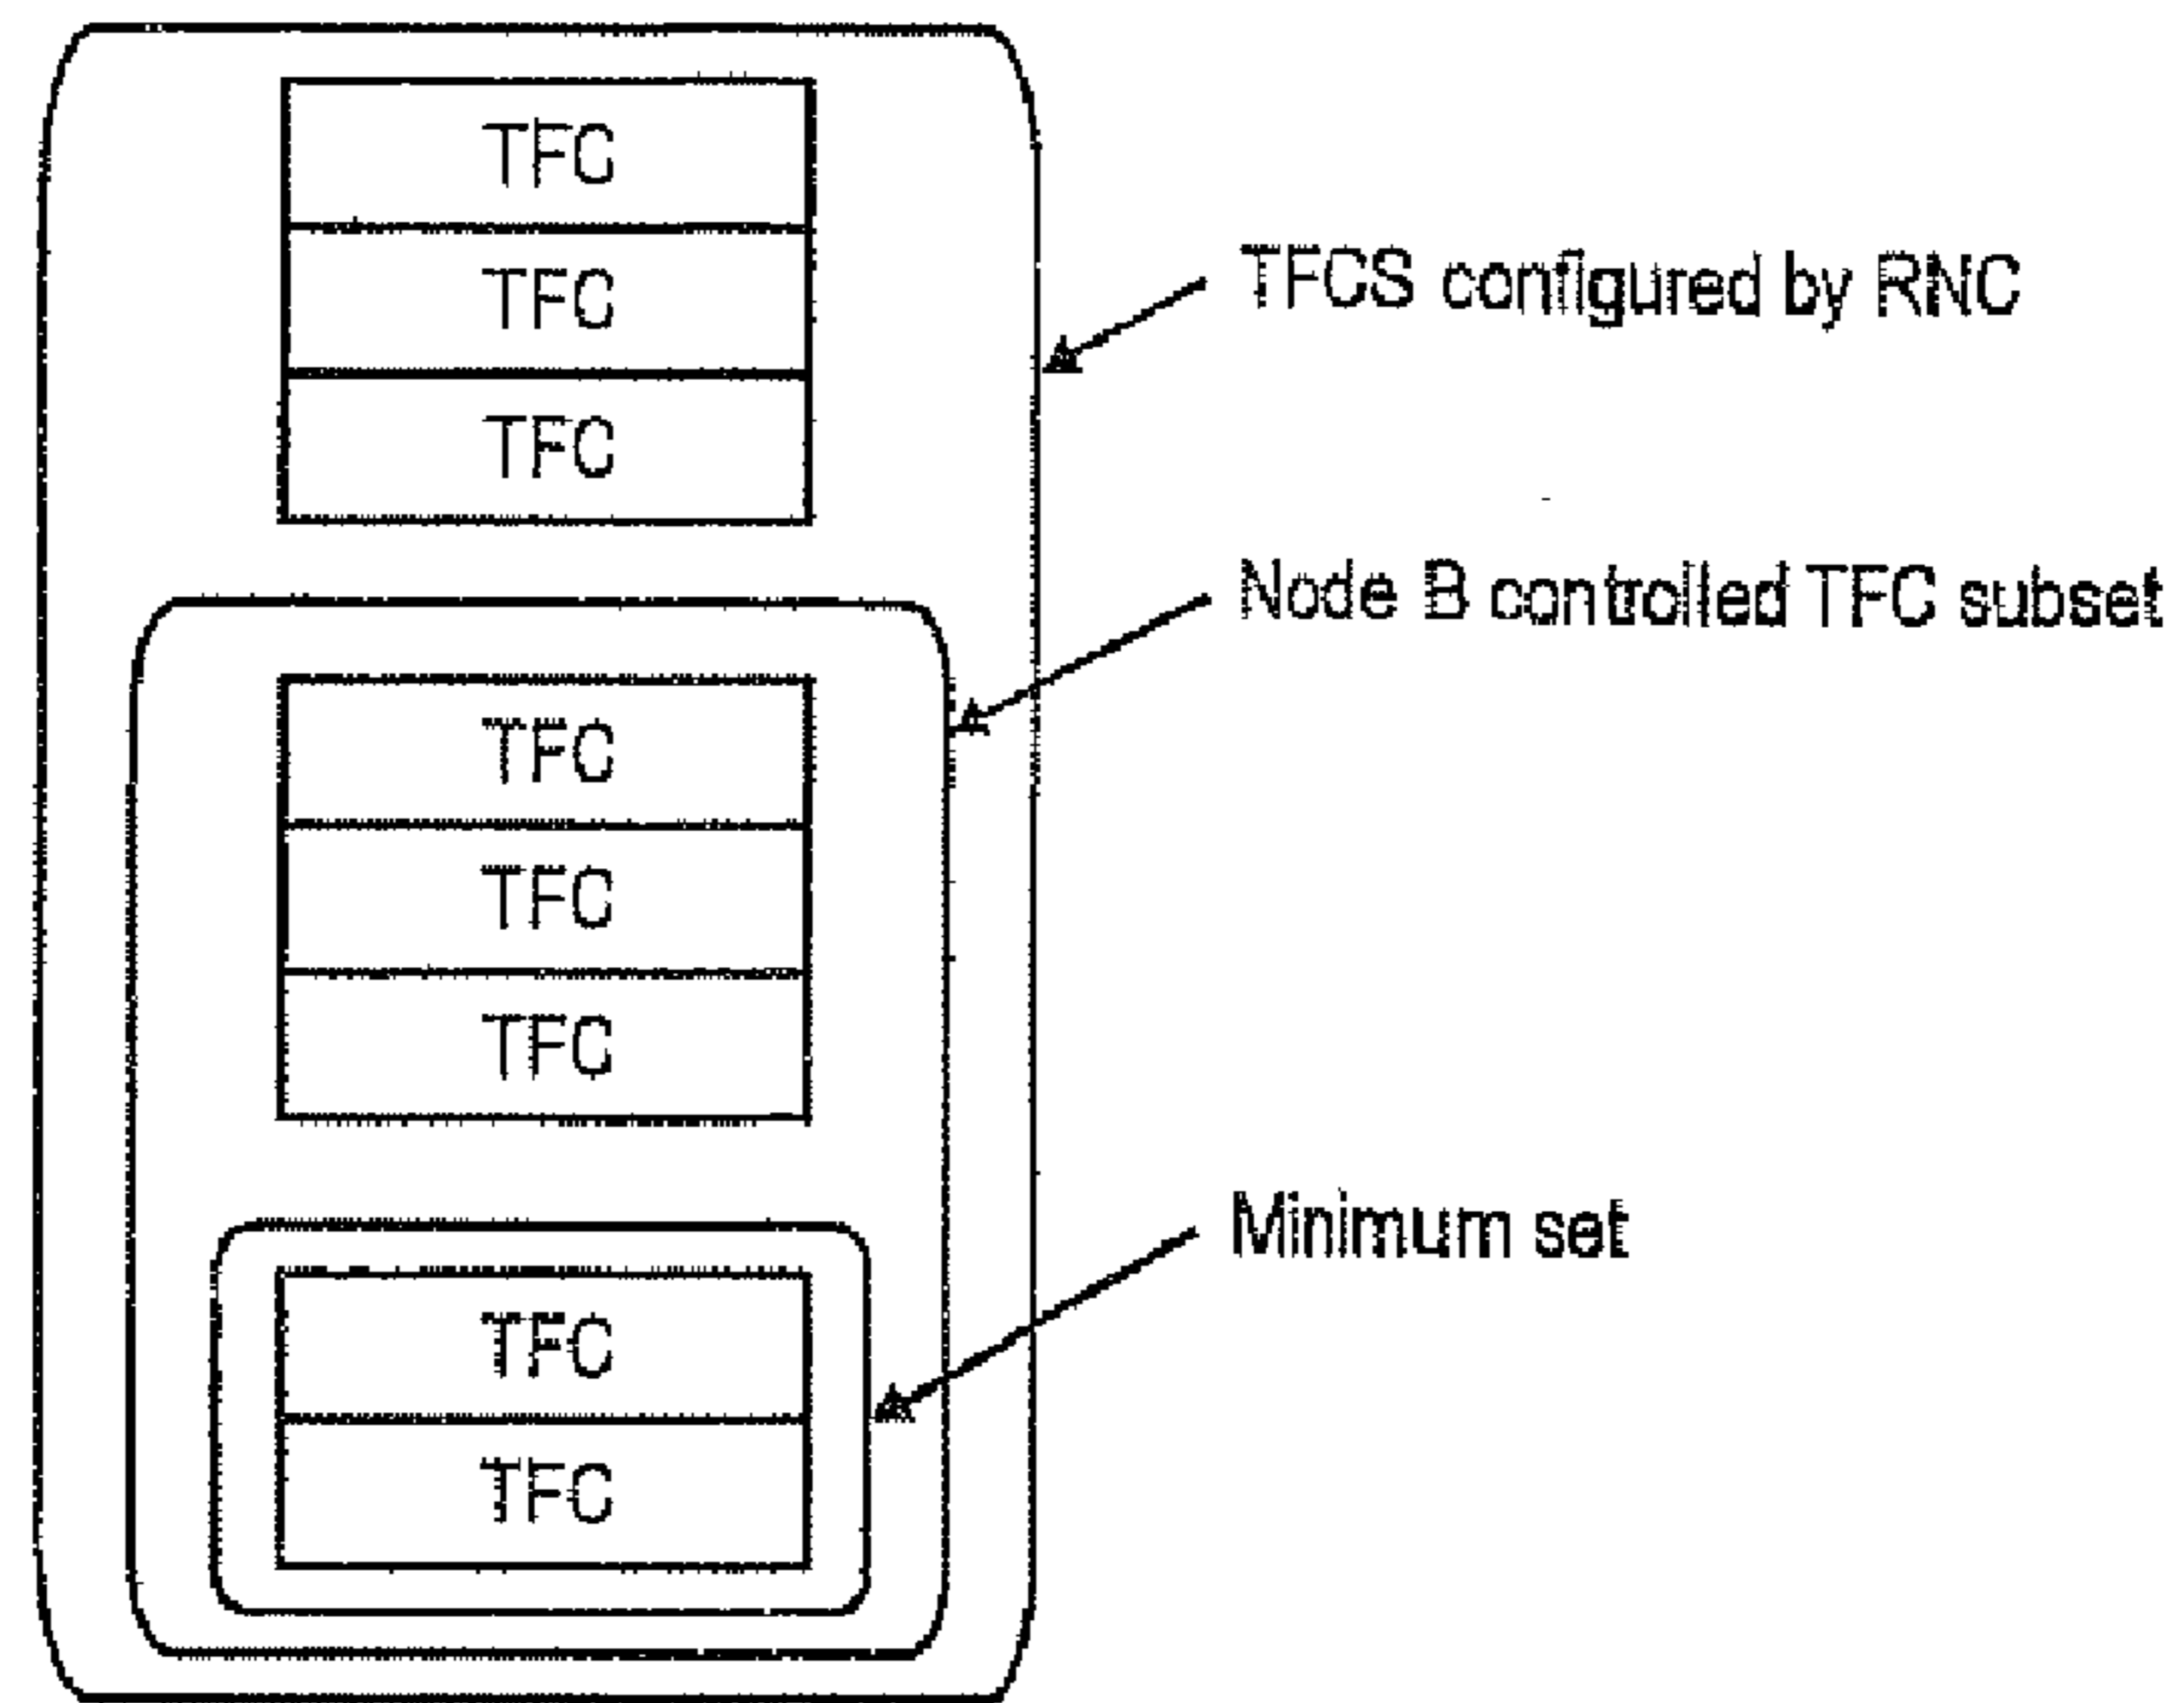 TFC
TFC
TFC
TFCS configured by RNC
Node B controlled TFC subset
TFC
TFC
TFC
Minimum set
TFC
TFC